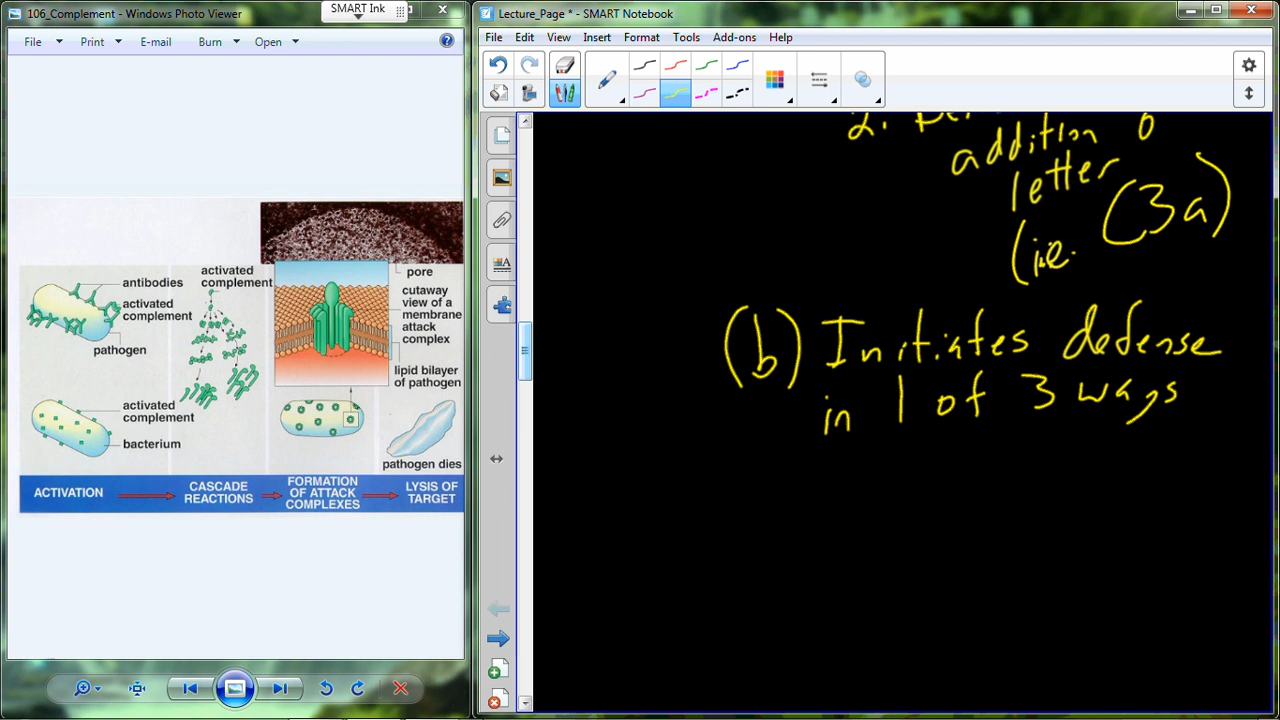 106_Complement - Windows Photo Viewer
SMART Ink
File Print E-mail Burn Open
antibodies
activated
complement
pathogen
activated
complement
bacterium
activated
complement
pore
cutaway
view of a
membrane
attack
complex
lipid bilayer
of pathogen
pathogen dies
ACTIVATION
CASCADE
REACTIONS
FORMATION
OF ATTACK
COMPLEXES
LYSIS OF
TARGET
Lecture_Page * - SMART Notebook
File Edit View Insert Format Tools Add-ons Help
2.
addition
letter
(i.e. (3a)
(b) Initiates defense
in 1 of 3 ways